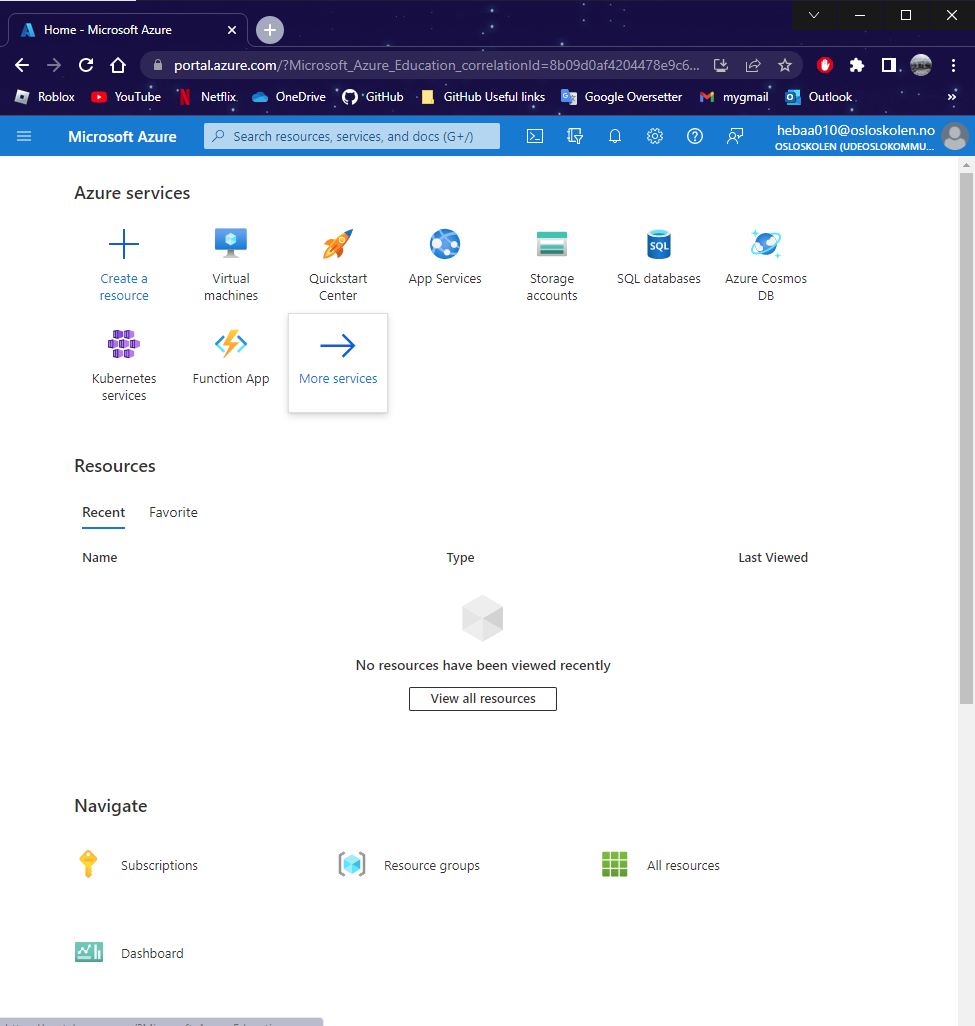 Home - Microsoft Azure
portal.azure.com/?Microsoft_Azure_Education_correlationId=8b09d0af4204478e9c6...
Roblox YouTube Netflix OneDrive GitHub GitHub Useful links Google Oversetter mygmail Outlook »
Microsoft Azure Search resources, services, and docs (G+/) hebaa010@osloskolen.no
OSLOSKOLEN (UDEOSLOKOMMU...
Azure services
Create a resource
Virtual machines
Quickstart Center
App Services
Storage accounts
SQL
SQL databases
Azure Cosmos DB
Kubernetes services
Function App
More services
Resources
Recent Favorite
Name Type Last Viewed
No resources have been viewed recently
View all resources
Navigate
Subscriptions Resource groups All resources
Dashboard